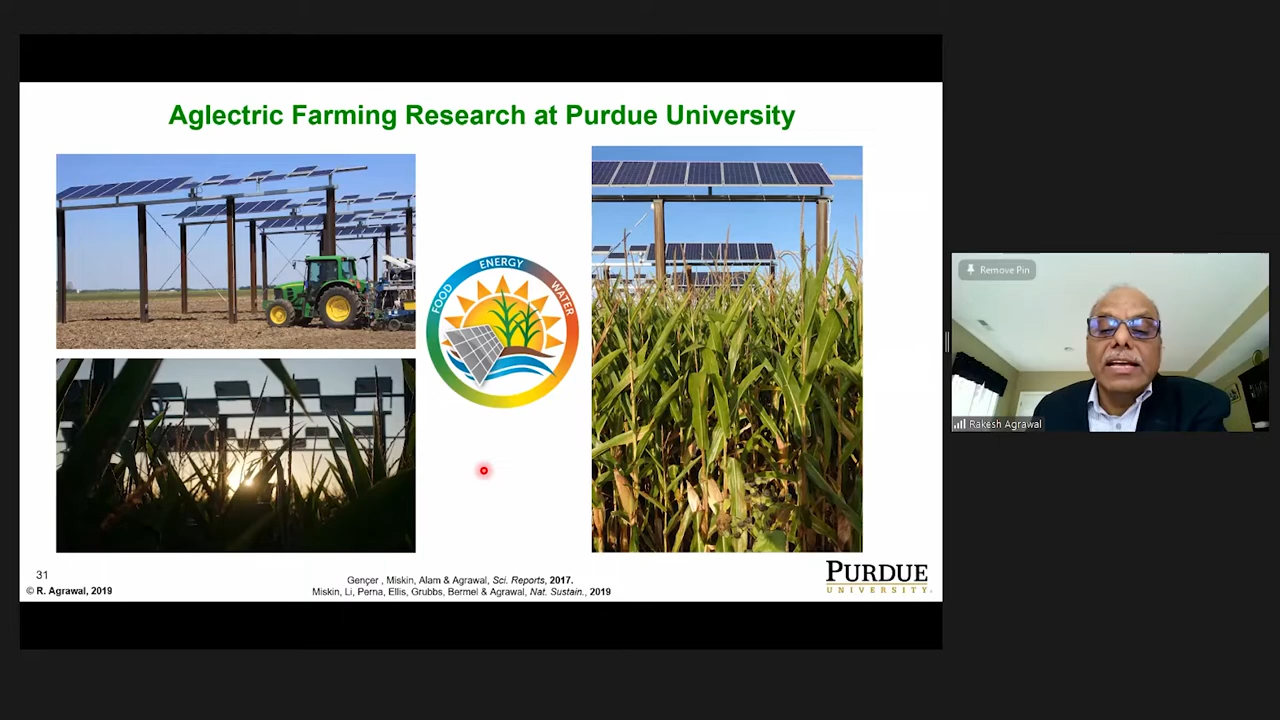 Aglectric Farming Research at Purdue University
FOOD
ENERGY
WATER
31
© R. Agrawal, 2019
Gençer , Miskin, Alam & Agrawal, Sci. Reports, 2017.
Miskin, Li, Perna, Ellis, Grubbs, Bermel & Agrawal, Nat. Sustain., 2019
PURDUE
UNIVERSITY.
Remove Pin
Rakesh Agrawal